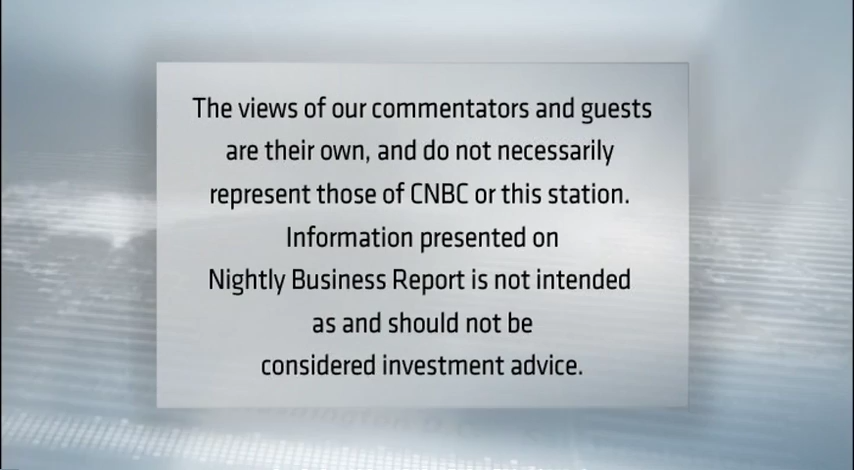 The views of our commentators and guests
are their own, and do not necessarily
represent those of CNBC or this station.
Information presented on
Nightly Business Report is not intended
as and should not be
considered investment advice.